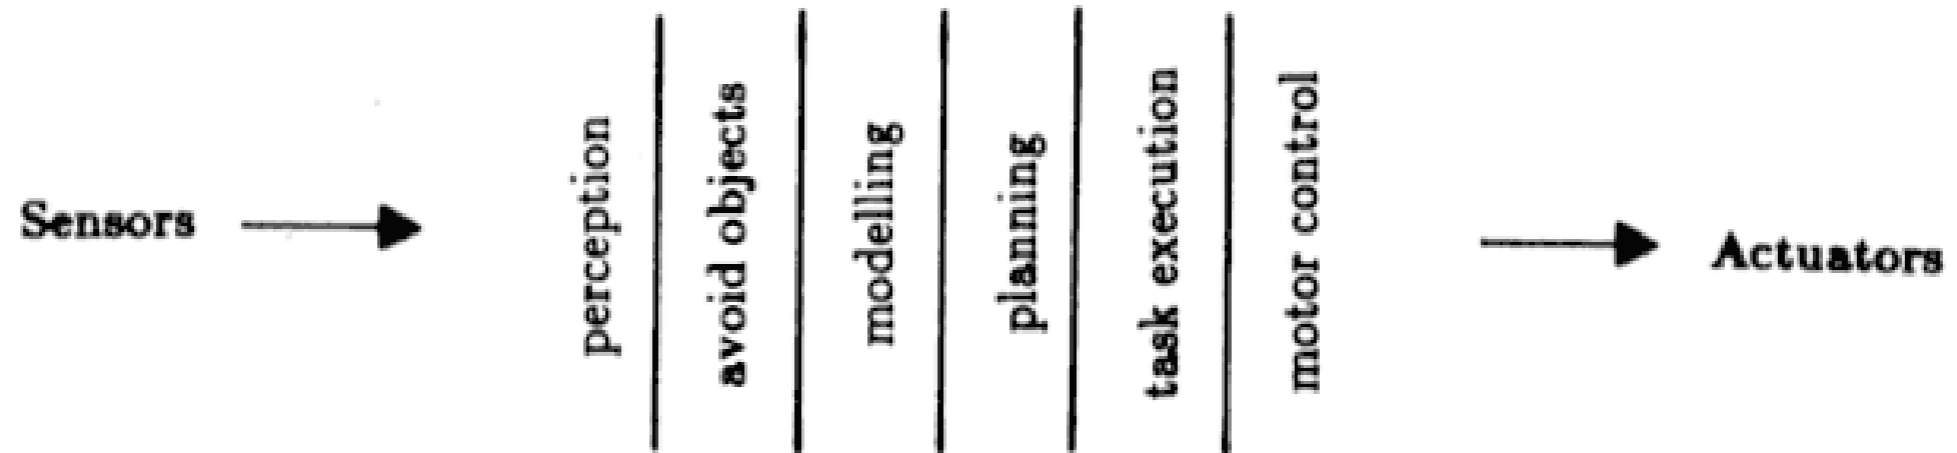 Sensors
perception
avoid objects
modelling
planning
task execution
motor control
Actuators